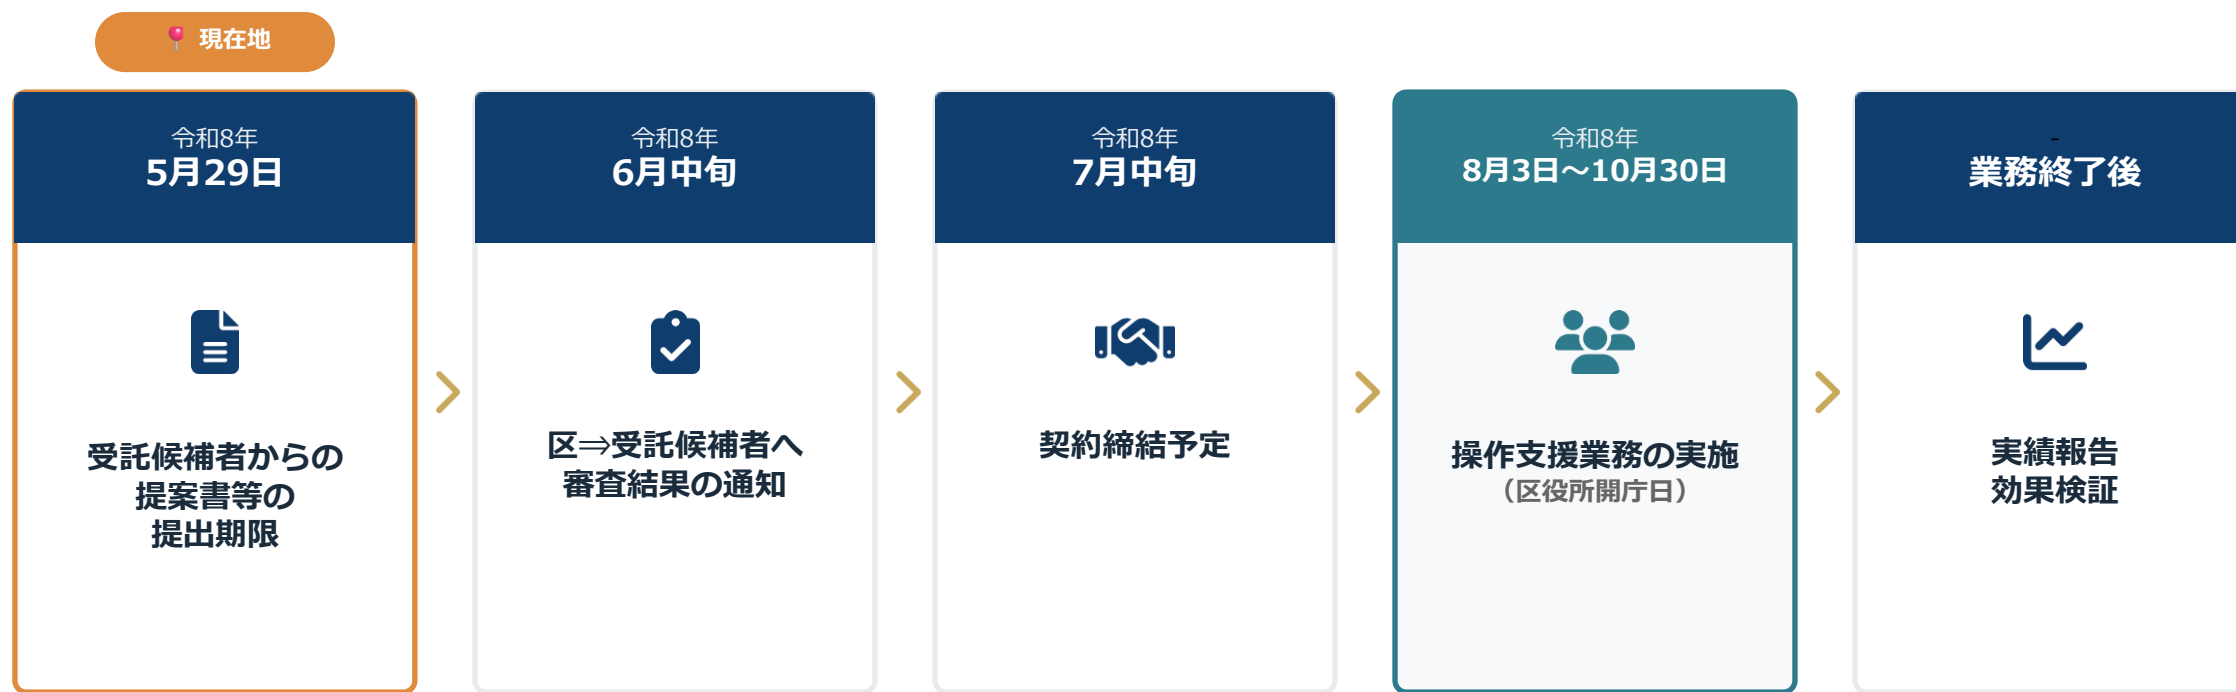 現在地
令和8年
5月29日
受託候補者からの
提案書等の
提出期限
令和8年
6月中旬
区⇒受託候補者へ
審査結果の通知
令和8年
7月中旬
契約締結予定
令和8年
8月3日～10月30日
操作支援業務の実施
（区役所開庁日）
-
業務終了後
実績報告
効果検証